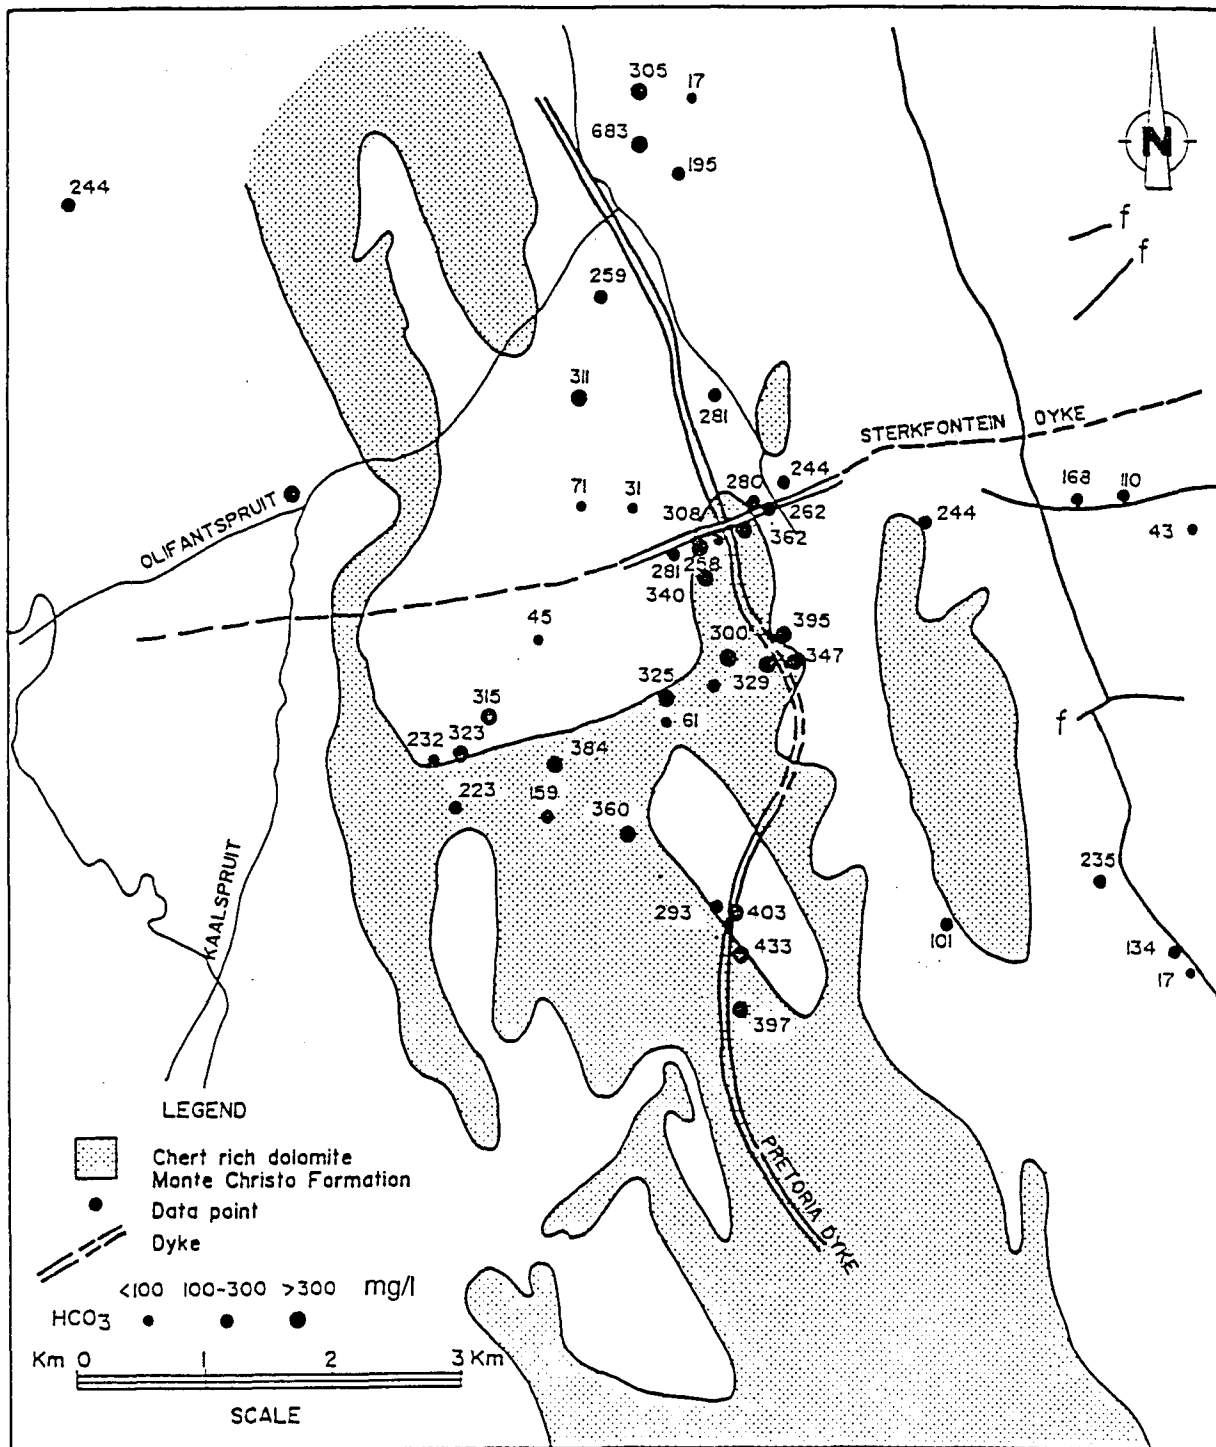 305
17
683
195
N
244
f
f
259
311
281
STERKFONTEIN DYKE
71
31
280
244
168
110
308
262
OLIFANTSPRUIT
362
244
43
281
258
340
45
395
300
347
325
329
315
61
f
232
323
384
223
159
360
235
KAALSPRUIT
293
403
101
433
134
17
397
LEGEND
Chert rich dolomite
Monte Christo Formation
Data point
Dyke
PRETORIA DYKE
<100 100-300 >300 mg/l
HCO3
Km 0 1 2 3 Km
SCALE